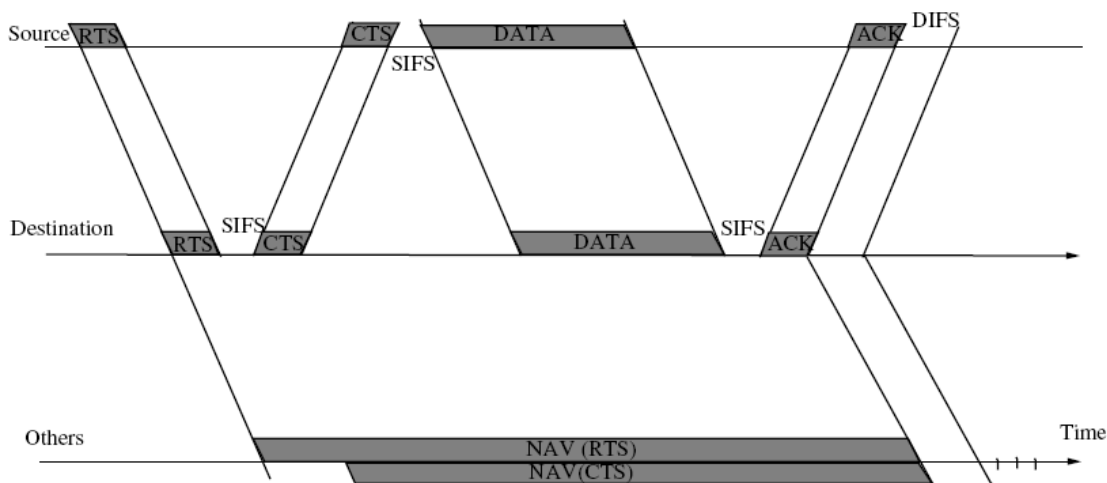 DIFS
Source RTS CTS DATA ACK
SIFS
Destination SIFS SIFS
RTS CTS DATA ACK
Others Time
NAV (RTS)
NAV(CTS)